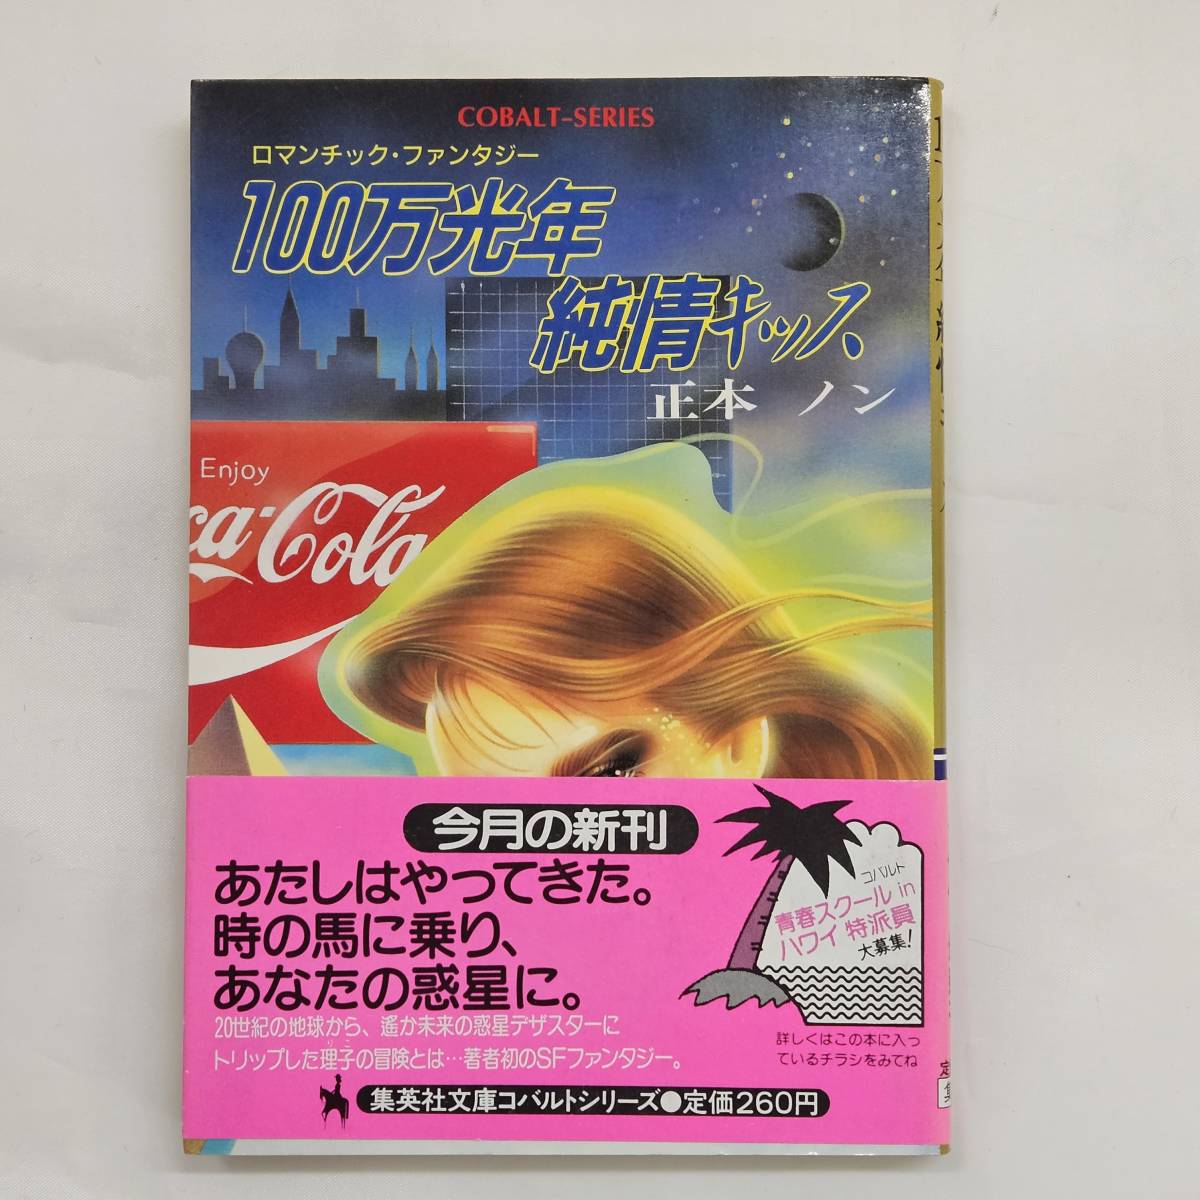 COBALT-SERIES
ロマンチック・ファンタジー
100万光年
純情キッス
正本 ノン
Enjoy
ca-Cola
今月の新刊
あたしはやってきた。
時の馬に乗り、
あなたの惑星に。
20世紀の地球から、遙か未来の惑星デザスターに
りこ
トリップした理子の冒険とは…著者初のSFファンタジー。
集英社文庫コバルトシリーズ●定価260円
コバルト
青春スクール in
ハワイ 特派員
大募集!
詳しくはこの本に入っ
ているチラシをみてね
定
集